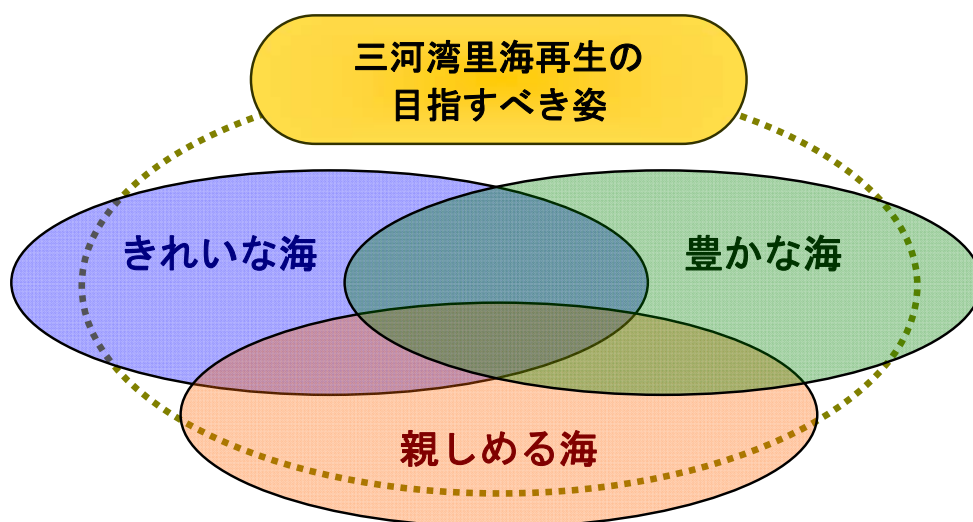 三河湾里海再生の
目指すべき姿
きれいな海
豊かな海
親しめる海